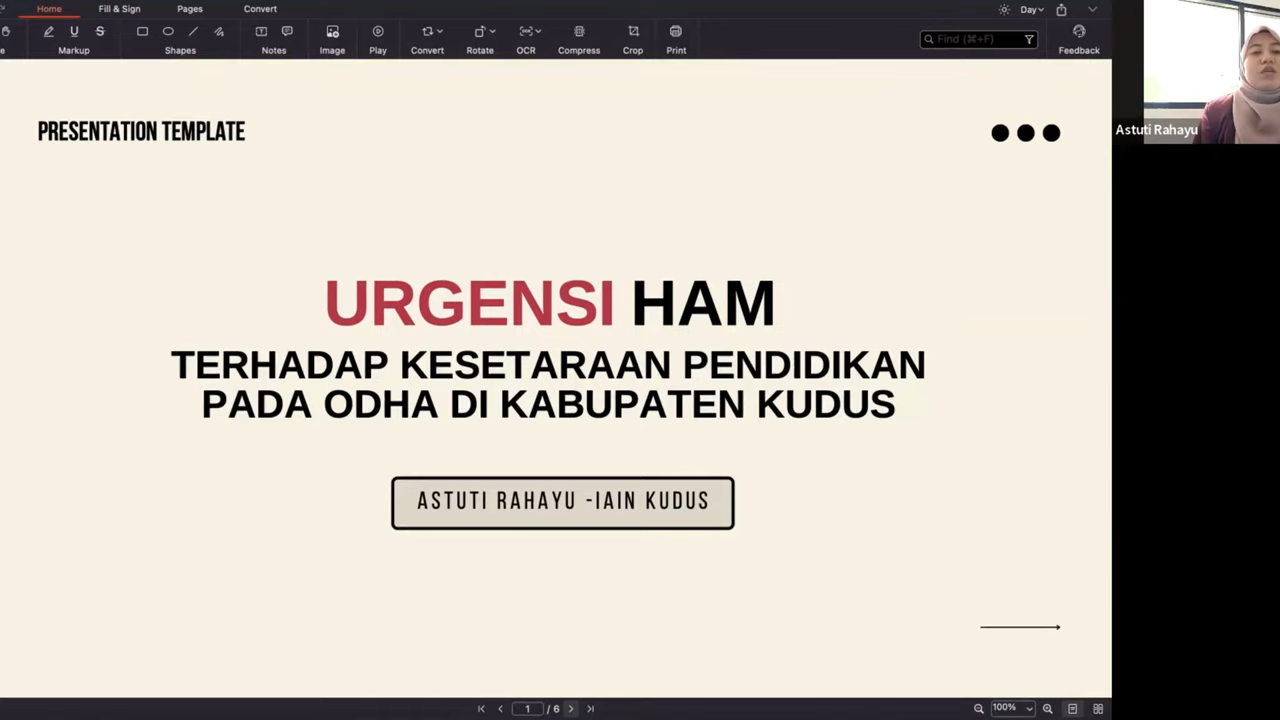 Home Fill & Sign Pages Convert
Day
Markup Shapes Notes Image Play Convert Rotate OCR Compress Crop Print
Find (⌘+F)
Feedback
PRESENTATION TEMPLATE
Astuti Rahayu
URGENSI HAM
TERHADAP KESETARAAN PENDIDIKAN
PADA ODHA DI KABUPATEN KUDUS
ASTUTI RAHAYU -IAIN KUDUS
1 / 6
100%